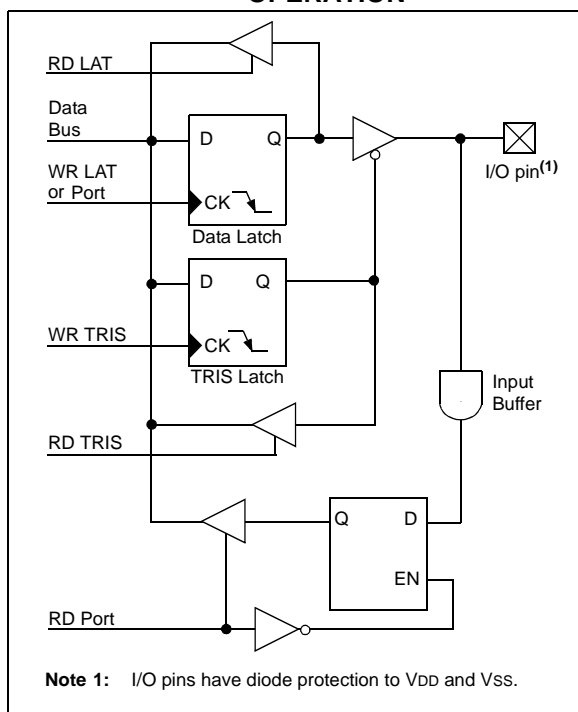 OPERATION
RD LAT
Data
Bus
WR LAT
or Port
D Q
CK
Data Latch
I/O pin(1)
D Q
WR TRIS
CK
TRIS Latch
Input
Buffer
RD TRIS
Q D
EN
RD Port
Note 1: I/O pins have diode protection to VDD and VSS.